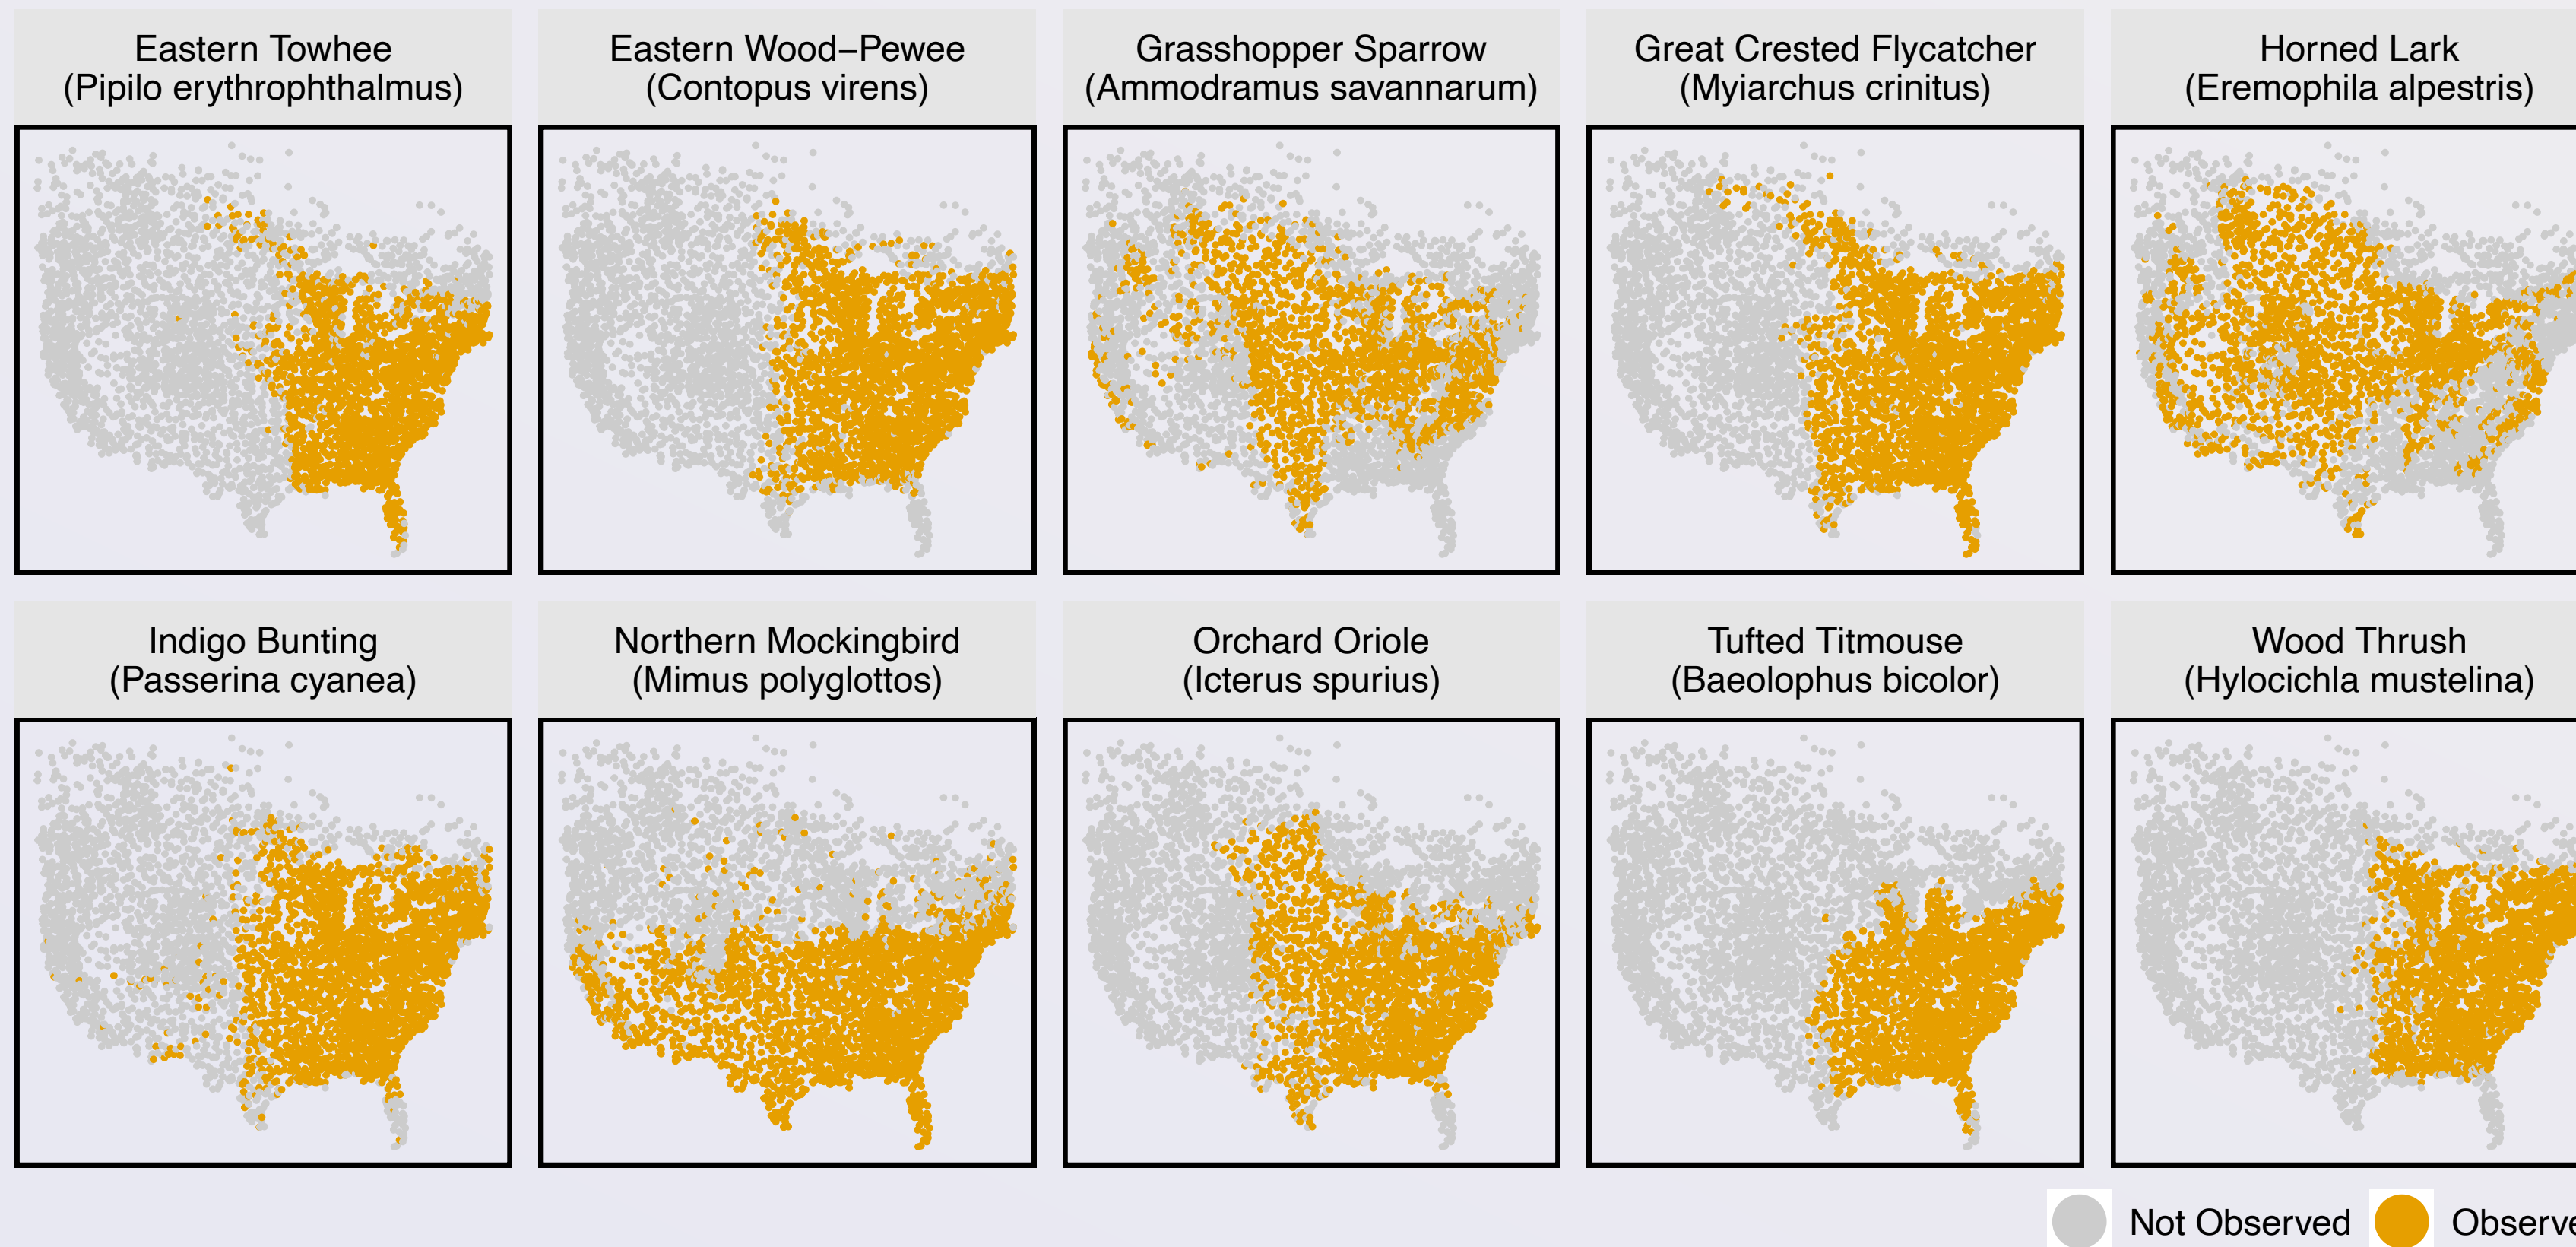 Eastern Towhee
(Pipilo erythrophthalmus)
Eastern Wood−Pewee
(Contopus virens)
Grasshopper Sparrow
(Ammodramus savannarum)
Great Crested Flycatcher
(Myiarchus crinitus)
Horned Lark
(Eremophila alpestris)
Indigo Bunting
(Passerina cyanea)
Northern Mockingbird
(Mimus polyglottos)
Orchard Oriole
(Icterus spurius)
Tufted Titmouse
(Baeolophus bicolor)
Wood Thrush
(Hylocichla mustelina)
Not Observed
Observe